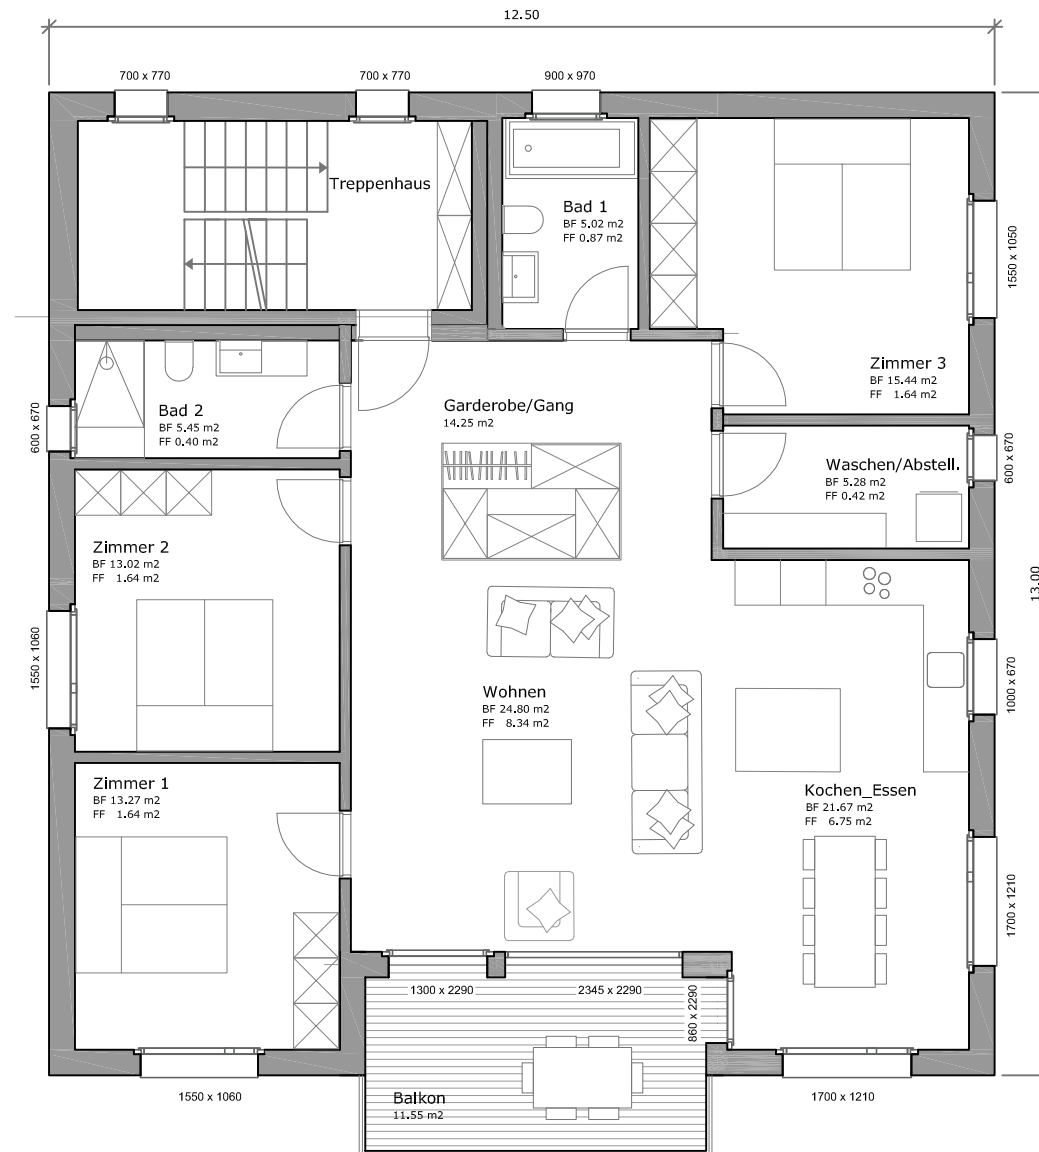 12.50
700 x 770
700 x 770
900 x 970
Treppenhaus
Bad 1
BF 5.02 m2
FF 0.87 m2
1550 x 1050
Zimmer 3
BF 15.44 m2
FF 1.64 m2
Garderobe/Gang
14.25 m2
Bad 2
BF 5.45 m2
FF 0.40 m2
600 x 670
Waschen/Abstell.
BF 5.28 m2
FF 0.42 m2
600 x 670
Zimmer 2
BF 13.02 m2
FF 1.64 m2
13.00
1550 x 1060
Wohnen
BF 24.80 m2
FF 8.34 m2
1000 x 670
Zimmer 1
BF 13.27 m2
FF 1.64 m2
Kochen_Essen
BF 21.67 m2
FF 6.75 m2
1700 x 1210
1300 x 2290
2345 x 2290
860 x 2290
Balkon
11.55 m2
1550 x 1060
1700 x 1210